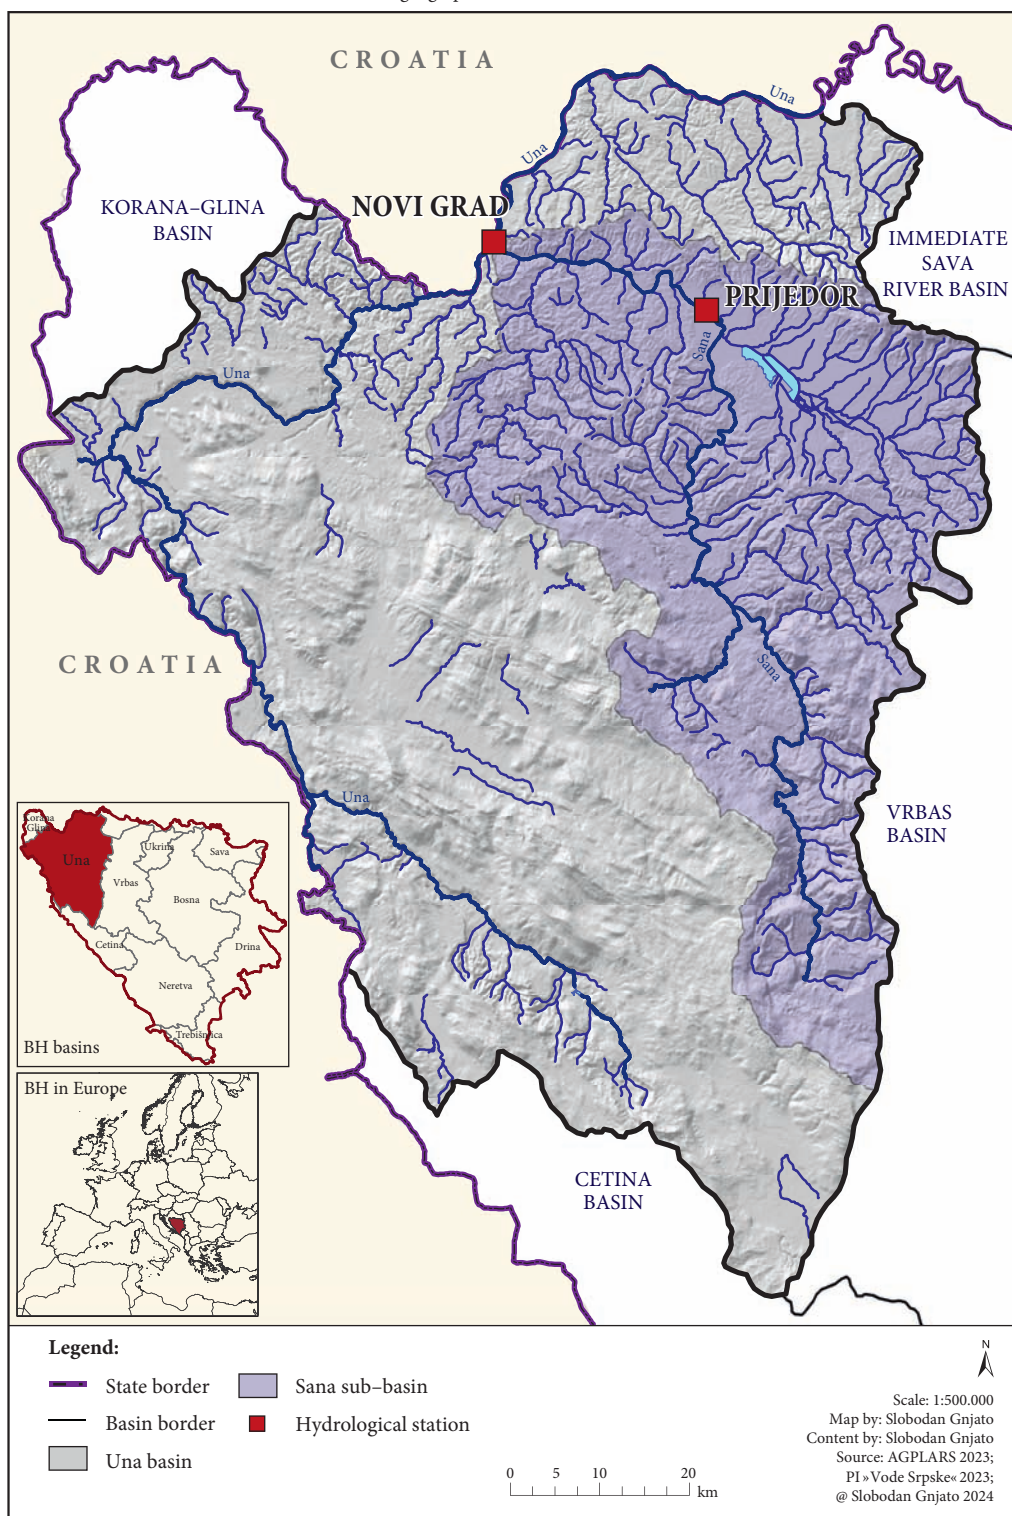 CROATIA
Una
Una
KORANA–GLINA
BASIN
NOVI GRAD
IMMEDIATE
SAVA
RIVER BASIN
PRIJEDOR
Sana
Una
CROATIA
Sana
Una
VRBAS
BASIN
Korana
Glina
Una
Ukrina
Sava
Vrbas
Bosna
Cetina
Drina
Neretva
Trebišnjica
BH basins
BH in Europe
CETINA
BASIN
Legend:
State border
Sana sub–basin
Basin border
Hydrological station
Una basin
0 5 10 20
km
N
Scale: 1:500.000
Map by: Slobodan Gnjato
Content by: Slobodan Gnjato
Source: AGPLARS 2023;
PI »Vode Srpske« 2023;
@ Slobodan Gnjato 2024